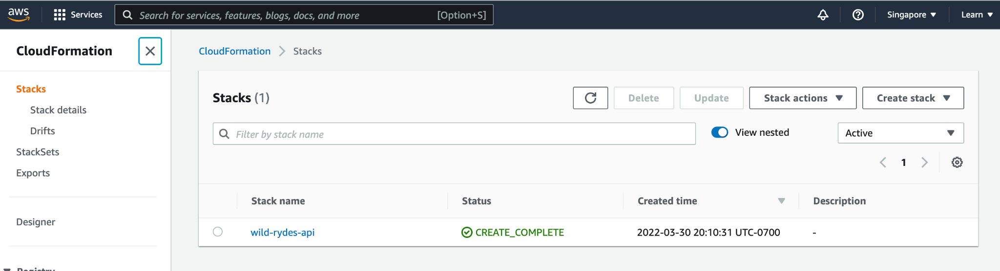 aws Services Search for services, features, blogs, docs, and more [Option+S] Singapore ▼ Learn ▼
CloudFormation
Stacks
Stack details
Drifts
StackSets
Exports
Designer
Registry
CloudFormation > Stacks
Stacks (1) Delete Update Stack actions ▼ Create stack ▼
Filter by stack name View nested Active ▼
< 1 >
Stack name Status Created time ▼ Description
wild-rydes-api CREATE_COMPLETE 2022-03-30 20:10:31 UTC-0700 -